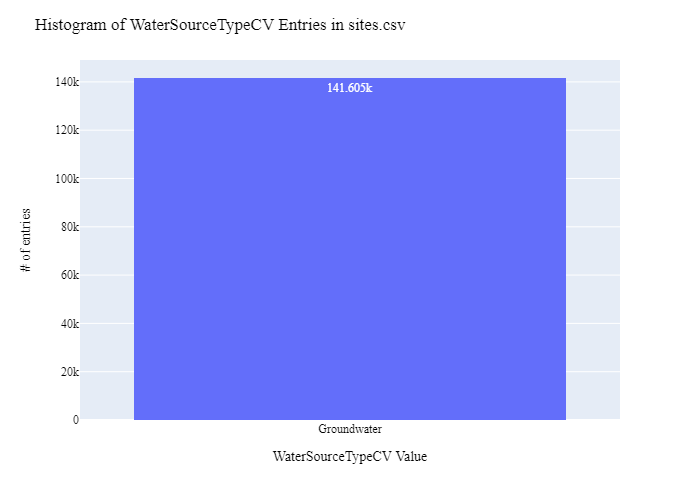 Histogram of WaterSourceTypeCV Entries in sites.csv
140k
141.605k
120k
100k
80k
60k
40k
20k
0
# of entries
Groundwater
WaterSourceTypeCV Value